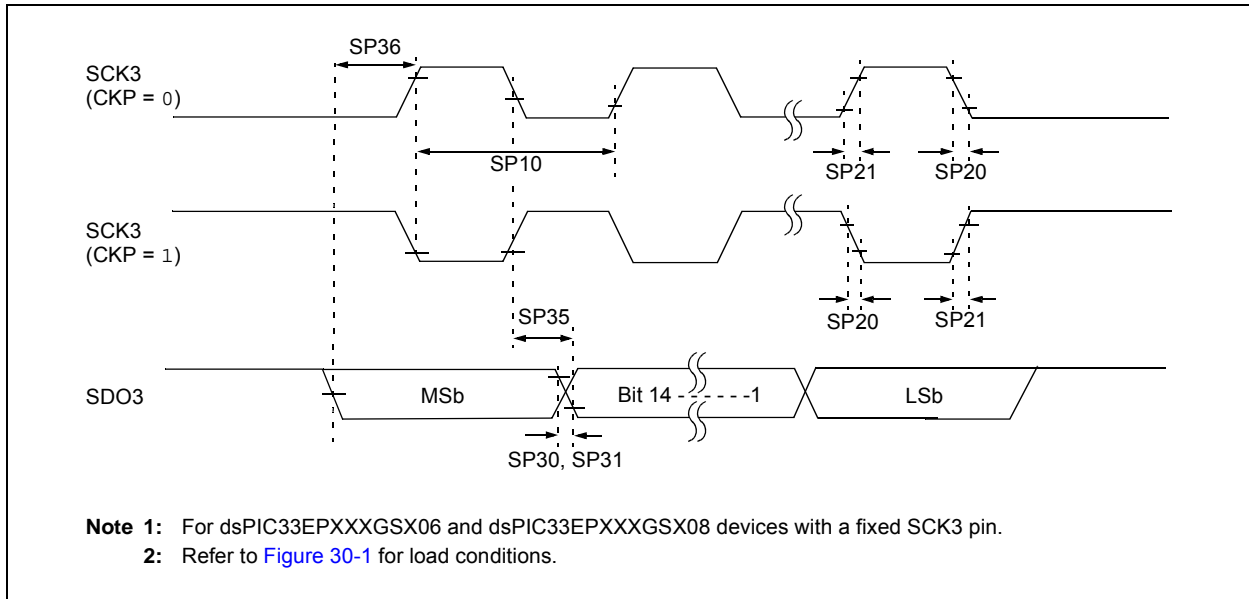 SP36
SCK3
(CKP = 0)
SP10
SP21
SP20
SCK3
(CKP = 1)
SP35
SP20
SP21
SDO3
MSb
Bit 14 - - - - - - -1
LSb
SP30, SP31
Note 1: For dsPIC33EPXXXGSX06 and dsPIC33EPXXXGSX08 devices with a fixed SCK3 pin.
2: Refer to Figure 30-1 for load conditions.